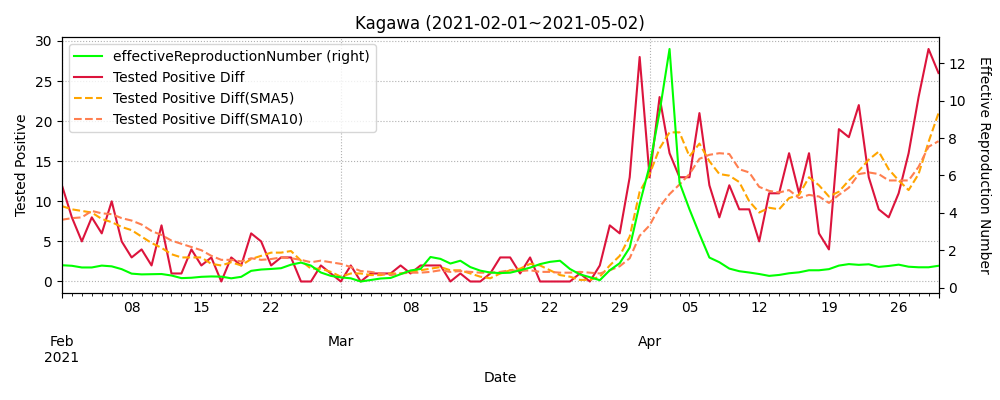 Kagawa (2021-02-01~2021-05-02)
effectiveReproductionNumber (right)
Tested Positive Diff
Tested Positive Diff(SMA5)
Tested Positive Diff(SMA10)
Tested Positive
30
25
20
15
10
5
0
Effective Reproduction Number
12
10
8
6
4
2
0
08
15
22
08
15
22
29
05
12
19
26
Feb
2021
Mar
Apr
Date